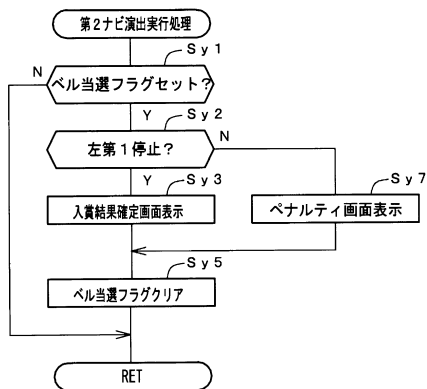 第2ナビ演出実行処理
Sy1
N
ベル当選フラグセット?
Y
Sy2
N
左第1停止?
Y
Sy3
Sy7
入賞結果確定画面表示
ペナルティ画面表示
Sy5
ベル当選フラグクリア
RET